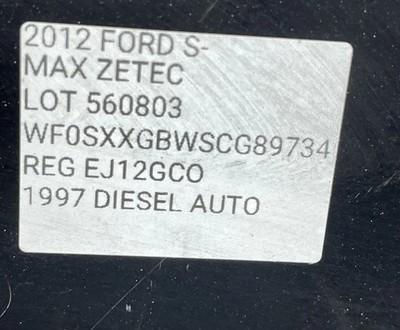 2012 FORD S-
MAX ZETEC
LOT 560803
WF0SXXGBWSCG89734
REG EJ12GCO
1997 DIESEL AUTO